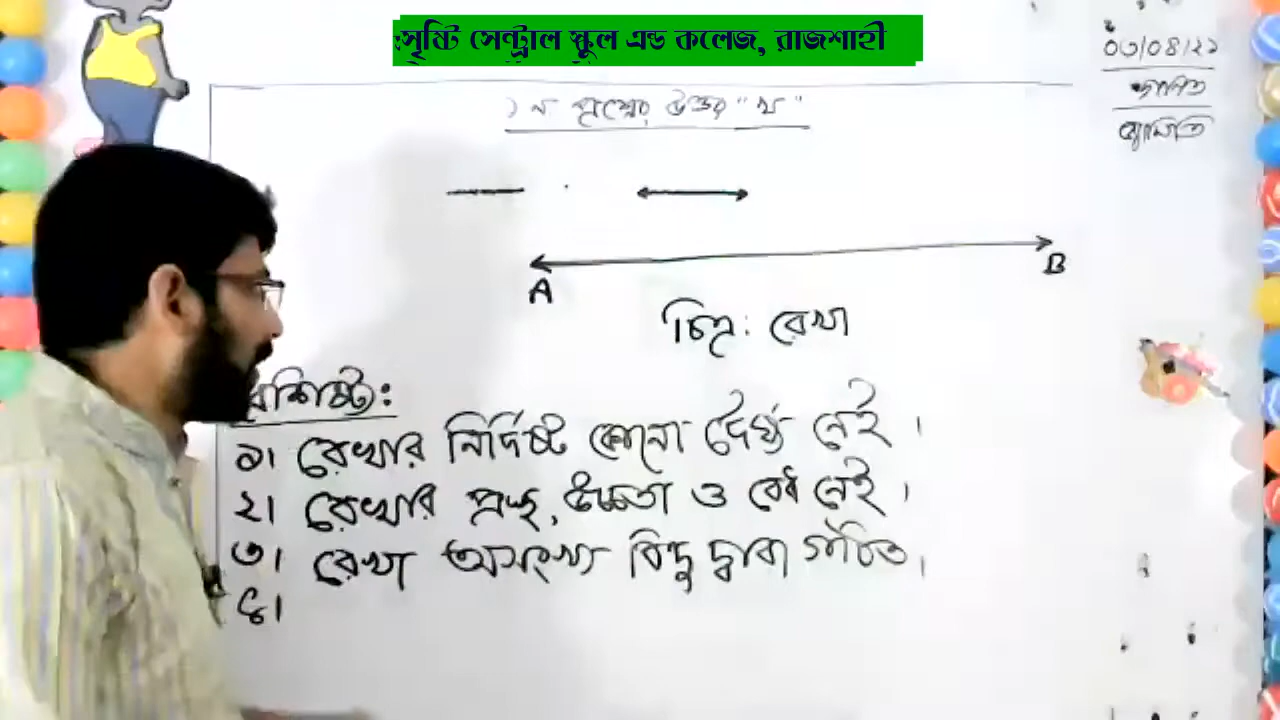 সৃষ্টি সেন্ট্রাল স্কুল এন্ড কলেজ, রাজশাহী
০৩/০৪/২১
গণিত
জ্যামিতি
১ নং প্রশ্নের উত্তর "খ"
A
B
চিত্র: রেখা
বৈশিষ্ট্য:
১। রেখার নির্দিষ্ট কোনো দৈর্ঘ্য নেই।
২। রেখার প্রস্থ, উচ্চতা ও বেধ নেই।
৩। রেখা অসংখ্য বিন্দু দ্বারা গঠিত।
৪।